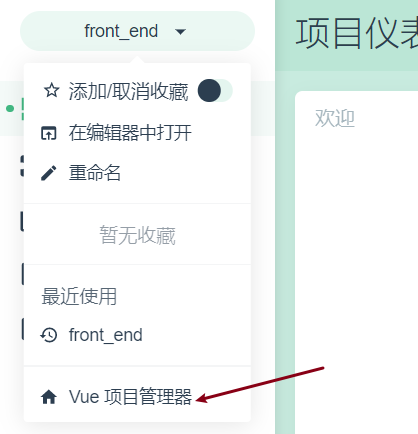 front_end
项目仪表
添加/取消收藏
欢迎
在编辑器中打开
重命名
暂无收藏
最近使用
front_end
Vue 项目管理器